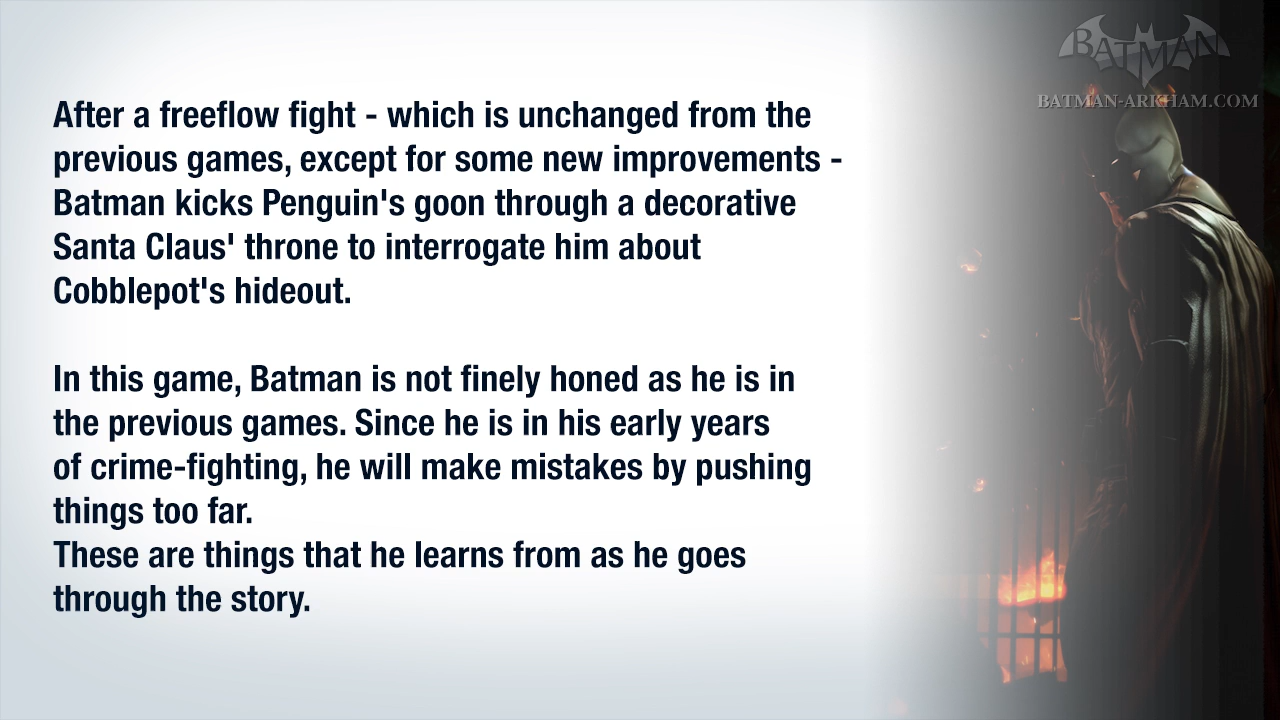 BATMAN
BATMAN-ARKHAM.COM
After a freeflow fight - which is unchanged from the
previous games, except for some new improvements -
Batman kicks Penguin's goon through a decorative
Santa Claus' throne to interrogate him about
Cobblepot's hideout.
In this game, Batman is not finely honed as he is in
the previous games. Since he is in his early years
of crime-fighting, he will make mistakes by pushing
things too far.
These are things that he learns from as he goes
through the story.